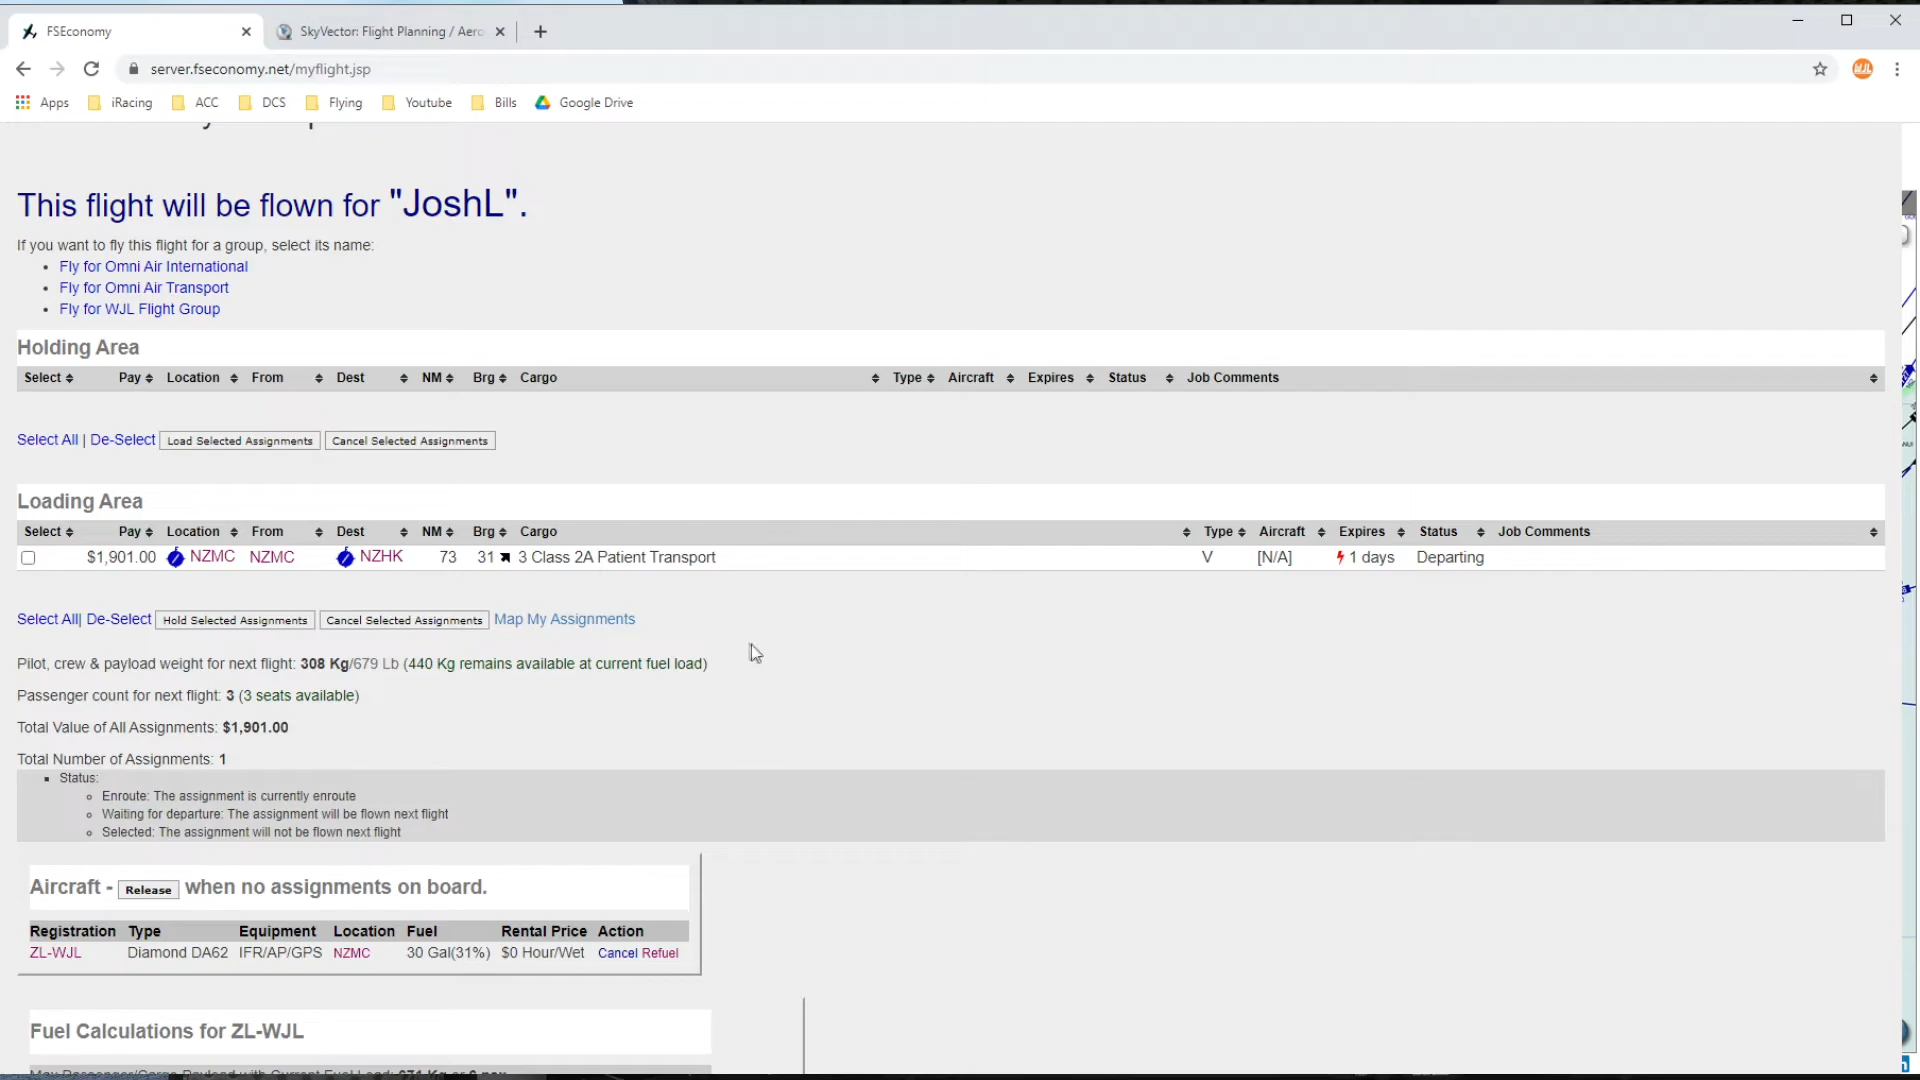 FSEconomy
SkyVector: Flight Planning / Aero
server.fseconomy.net/myflight.jsp
WJL
Apps iRacing ACC DCS Flying Youtube Bills Google Drive
This flight will be flown for "JoshL".
If you want to fly this flight for a group, select its name:
Fly for Omni Air International
Fly for Omni Air Transport
Fly for WJL Flight Group
Holding Area
Select Pay Location From Dest NM Brg Cargo Type Aircraft Expires Status Job Comments
Select All | De-Select Load Selected Assignments Cancel Selected Assignments
Loading Area
Select Pay Location From Dest NM Brg Cargo Type Aircraft Expires Status Job Comments
$1,901.00 NZMC NZMC NZHK 73 31 3 Class 2A Patient Transport V [N/A] 1 days Departing
Select All| De-Select Hold Selected Assignments Cancel Selected Assignments Map My Assignments
Pilot, crew & payload weight for next flight: 308 Kg/679 Lb (440 Kg remains available at current fuel load)
Passenger count for next flight: 3 (3 seats available)
Total Value of All Assignments: $1,901.00
Total Number of Assignments: 1
Status:
Enroute: The assignment is currently enroute
Waiting for departure: The assignment will be flown next flight
Selected: The assignment will not be flown next flight
Aircraft - Release when no assignments on board.
Registration Type Equipment Location Fuel Rental Price Action
ZL-WJL Diamond DA62 IFR/AP/GPS NZMC 30 Gal(31%) $0 Hour/Wet Cancel Refuel
Fuel Calculations for ZL-WJL